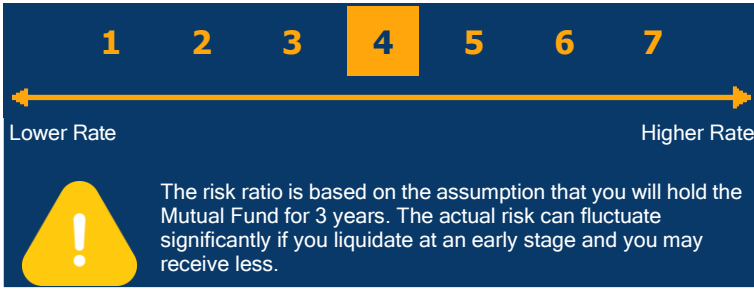 1 2 3 4 5 6 7
Lower Rate Higher Rate
The risk ratio is based on the assumption that you will hold the
Mutual Fund for 3 years. The actual risk can fluctuate
significantly if you liquidate at an early stage and you may
receive less.